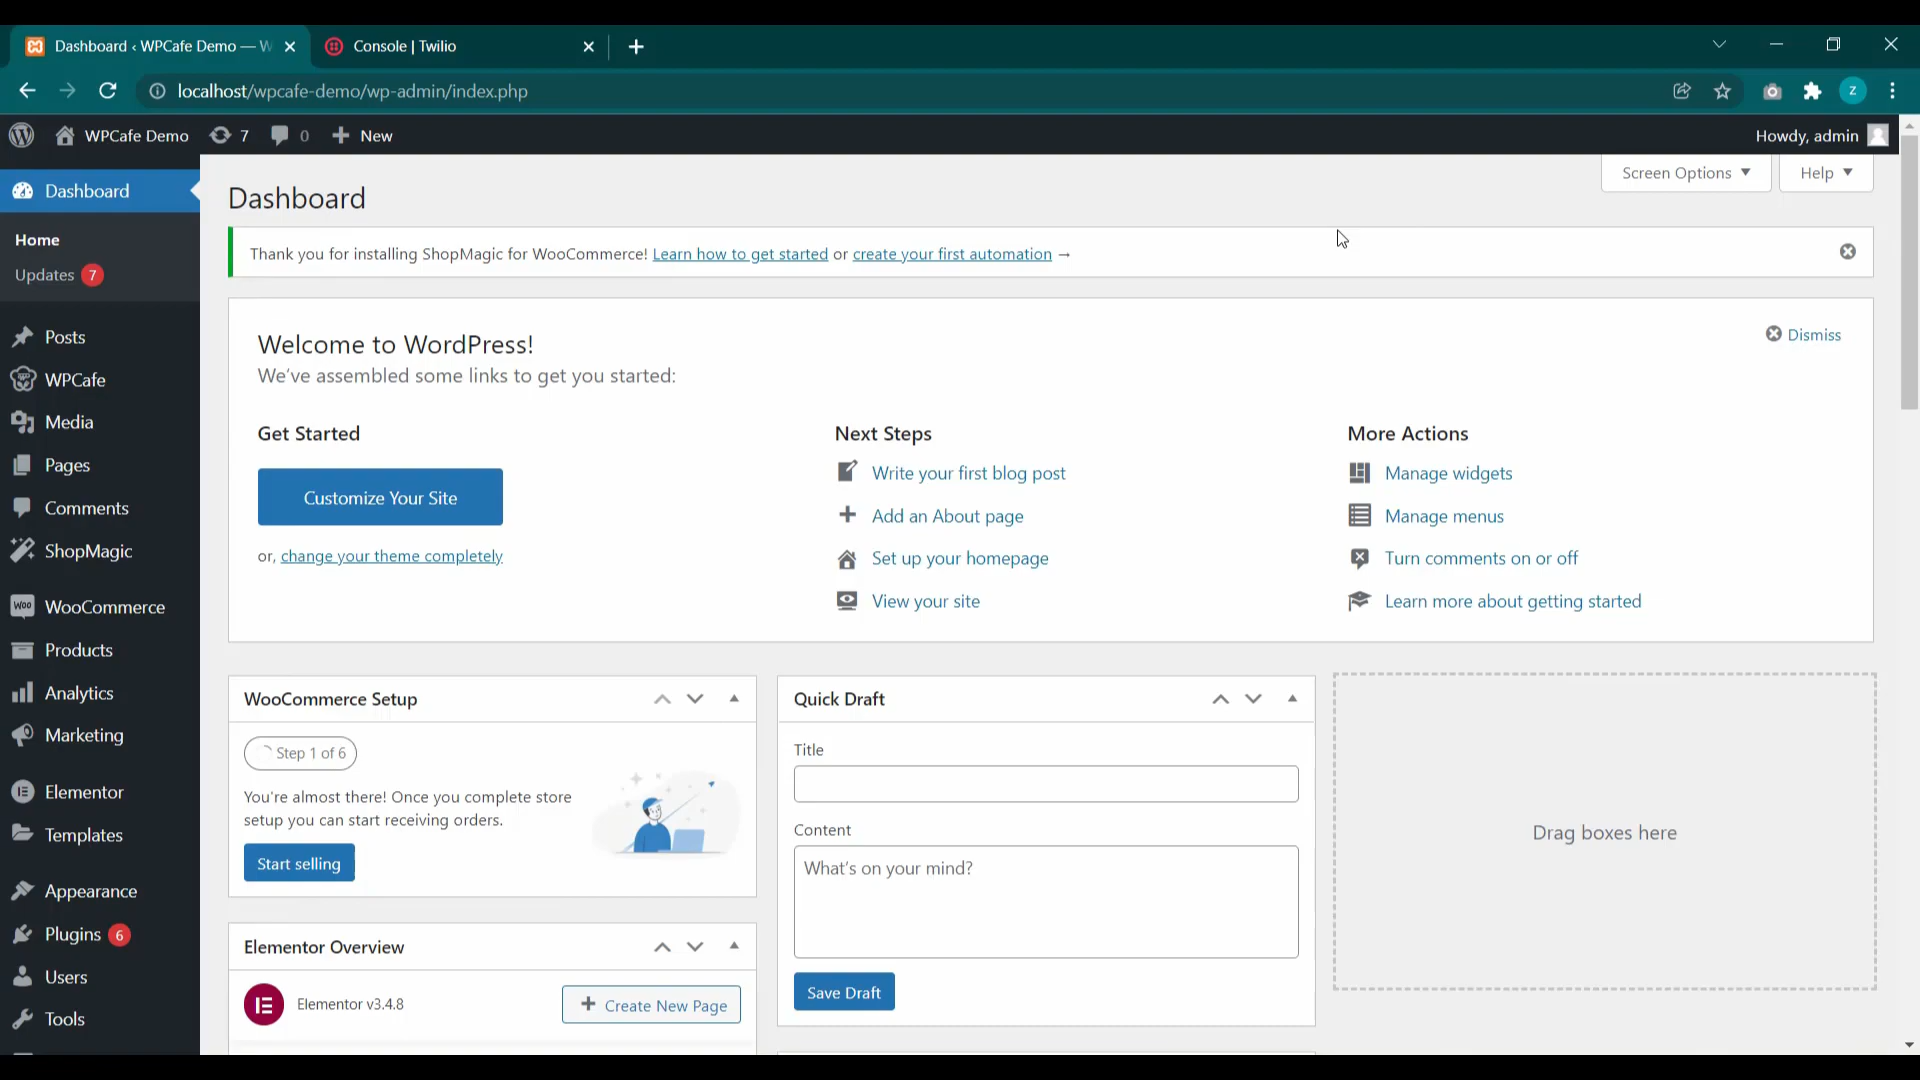 Dashboard ‹ WPCafe Demo — W
Console | Twilio
localhost/wpcafe-demo/wp-admin/index.php
Z
WPCafe Demo
7
0
New
Howdy, admin
Dashboard
Home
Updates 7
Posts
WPCafe
Media
Pages
Comments
ShopMagic
Woo WooCommerce
Products
Analytics
Marketing
Elementor
Templates
Appearance
Plugins 6
Users
Tools
Screen Options
Help
Dashboard
Thank you for installing ShopMagic for WooCommerce! Learn how to get started or create your first automation →
Welcome to WordPress!
We've assembled some links to get you started:
Dismiss
Get Started
Customize Your Site
or, change your theme completely
Next Steps
Write your first blog post
Add an About page
Set up your homepage
View your site
More Actions
Manage widgets
Manage menus
Turn comments on or off
Learn more about getting started
WooCommerce Setup
Step 1 of 6
You're almost there! Once you complete store
setup you can start receiving orders.
Start selling
Elementor Overview
Elementor v3.4.8
Create New Page
Quick Draft
Title
Content
What's on your mind?
Save Draft
Drag boxes here